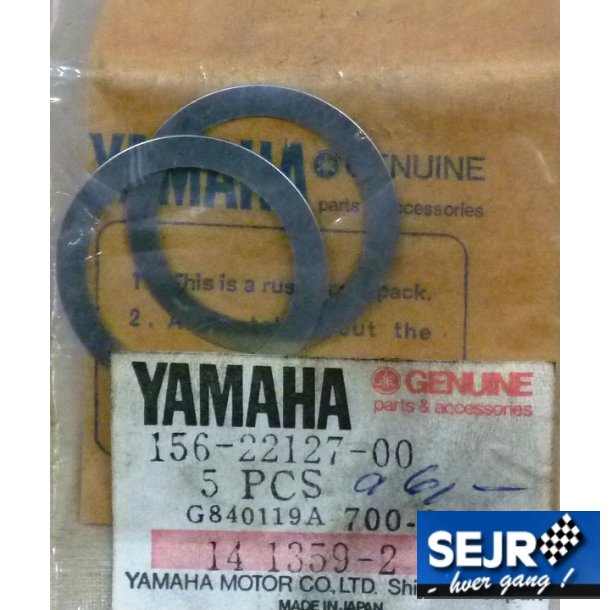 YAMAHA GENUINE
parts & accessories
1. This is a rus pack.
2. A out the
YAMAHA GENUINE
parts & accessories
156-22127-00
5 PCS
G840119A 700-
14 1359-2
YAMAHA MOTOR CO., LTD.
MADE IN JAPAN
SEJR
- hver gang!